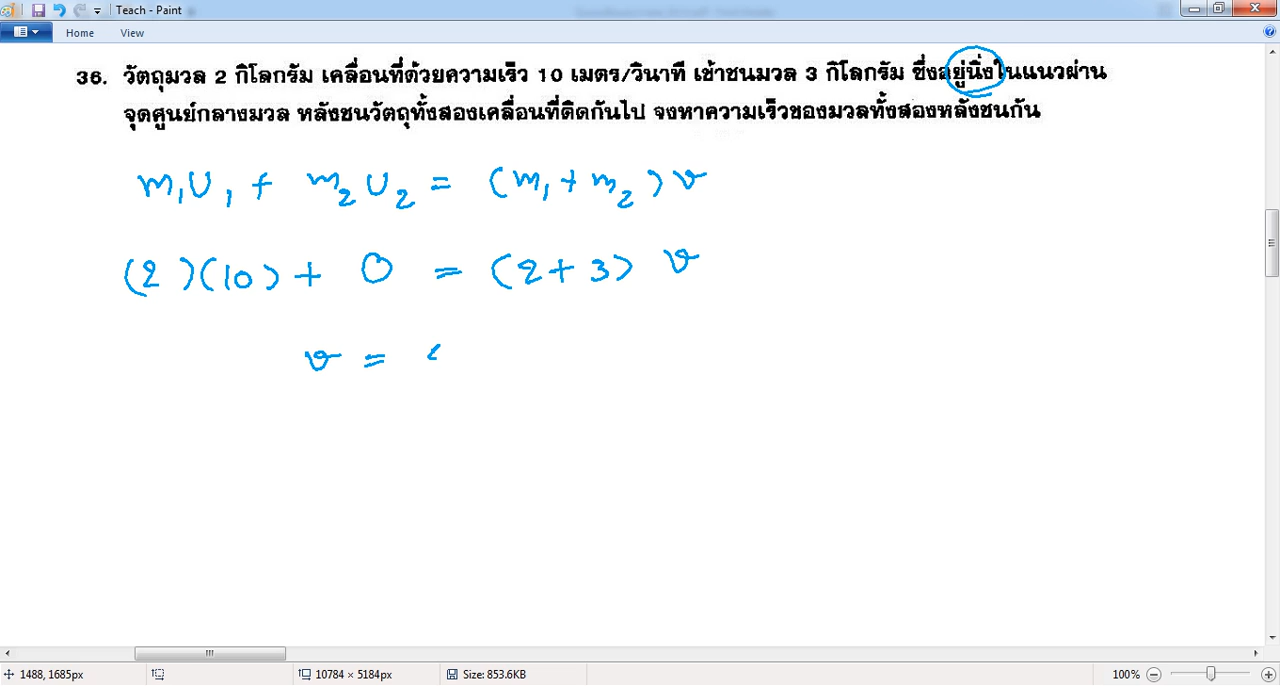 Teach - Paint
Home View
36. วัตถุมวล 2 กิโลกรัม เคลื่อนที่ด้วยความเร็ว 10 เมตร/วินาที เข้าชนมวล 3 กิโลกรัม ซึ่งอยู่นิ่งในแนวผ่าน
จุดศูนย์กลางมวล หลังชนวัตถุทั้งสองเคลื่อนที่ติดกันไป จงหาความเร็วของมวลทั้งสองหลังชนกัน
m₁U₁ + m₂U₂ = (m₁ + m₂)v
(2)(10) + 0 = (2+3) v
v =
1488, 1685px 10784 × 5184px Size: 853.6KB 100%